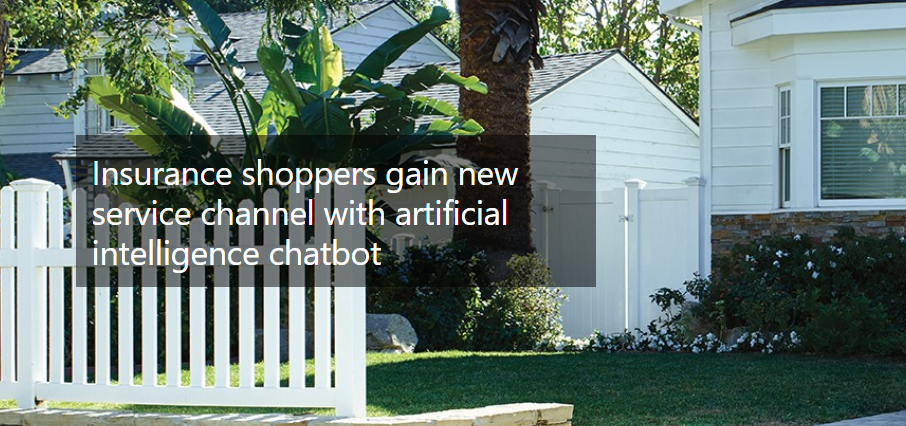 Insurance shoppers gain new
service channel with artificial
intelligence chatbot